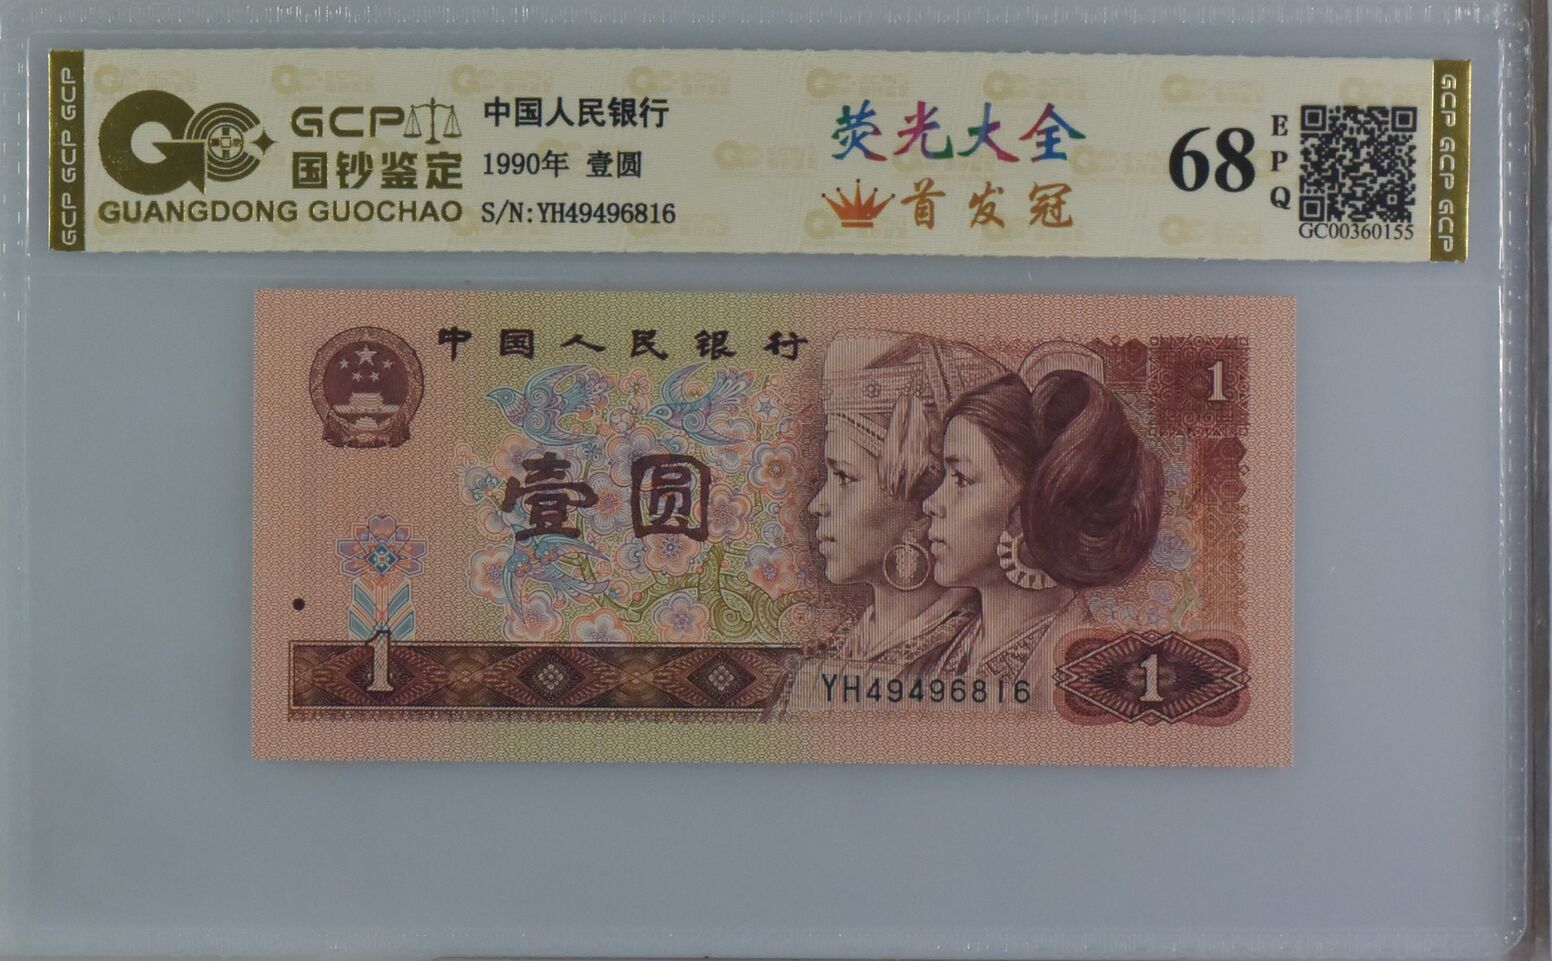 GCP GCP GCP
GCP
国钞鉴定
GUANGDONG GUOCHAO
中国人民银行
1990年 壹圆
S/N:YH49496816
荧光大全
首发冠
68
EPQ
GC00360155
GCP GCP GCP
中国人民银行
1
壹圆
1
YH49496816
1